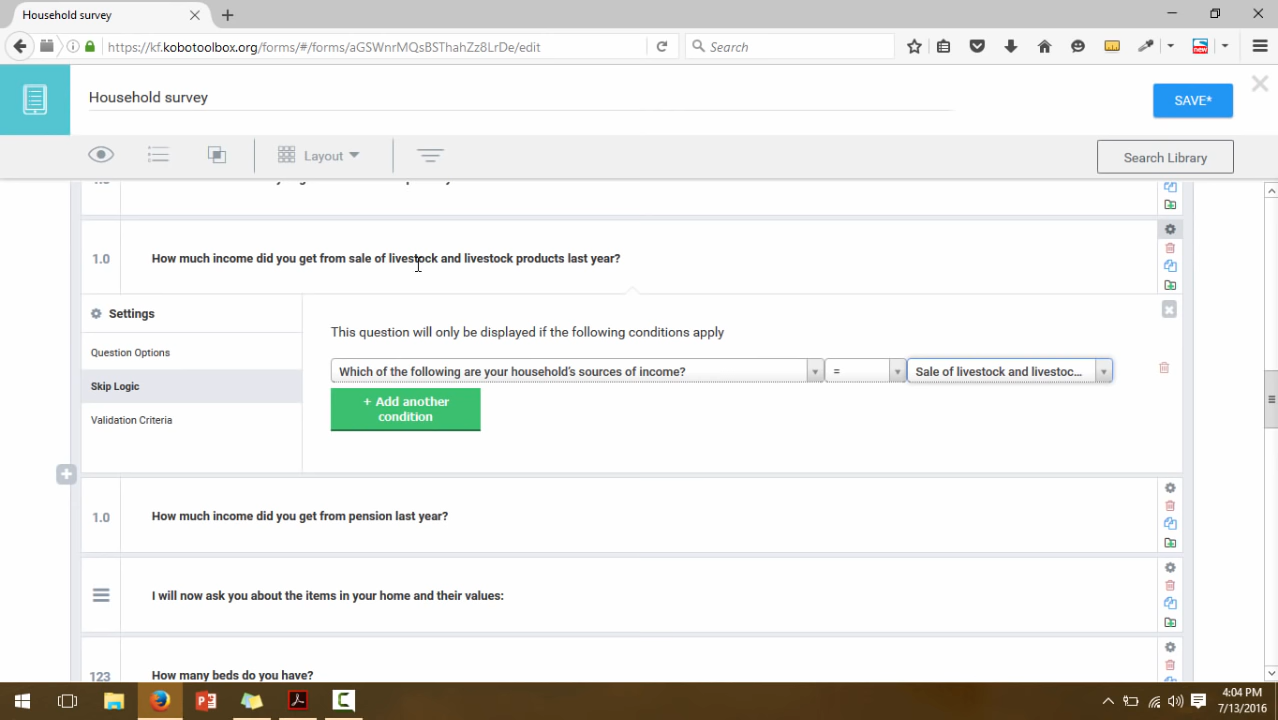 Household survey
https://kf.kobotoolbox.org/forms/#/forms/aGSWnrMQsBSThahZz8LTDe/edit
Search
new
Household survey
SAVE*
Layout
Search Library
1.0
How much income did you get from sale of livestock and livestock products last year?
Settings
This question will only be displayed if the following conditions apply
Question Options
Which of the following are your household's sources of income?
=
Sale of livestock and livestoc...
Skip Logic
+ Add another
condition
Validation Criteria
1.0
How much income did you get from pension last year?
I will now ask you about the items in your home and their values:
123
How many beds do you have?
4:04 PM
7/13/2016